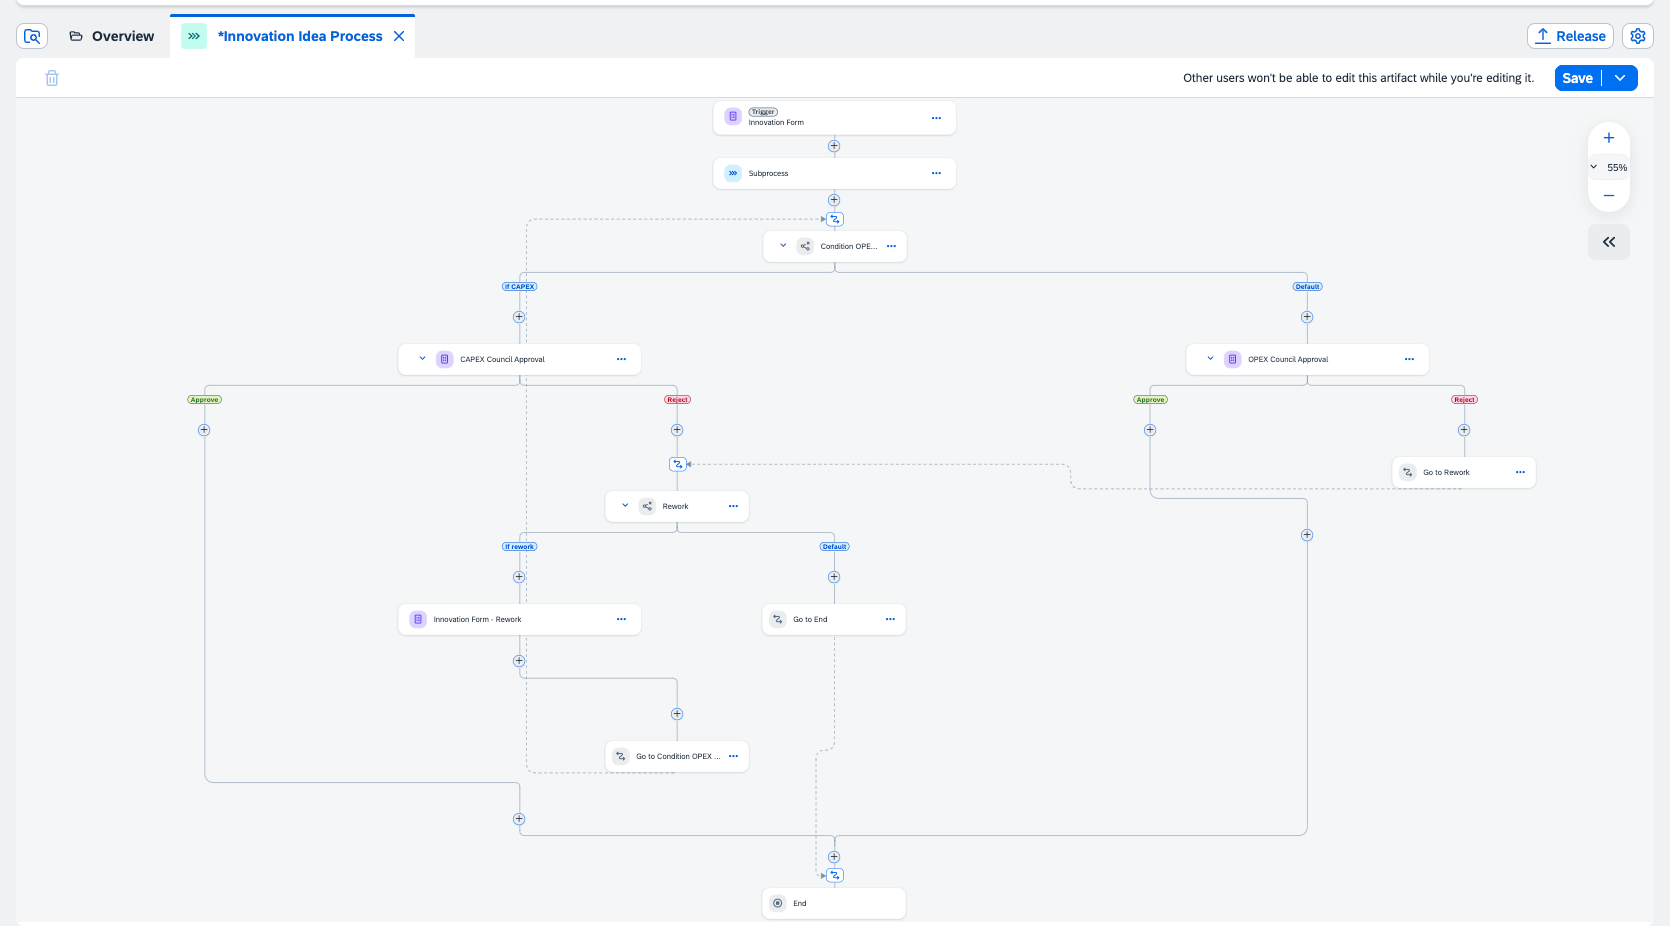 Overview
*Innovation Idea Process
Release
Other users won't be able to edit this artifact while you're editing it.
Save
Trigger
Innovation Form
55%
Subprocess
Condition OPE...
If CAPEX
Default
CAPEX Council Approval
OPEX Council Approval
Approve
Reject
Approve
Reject
Go to Rework
Rework
If rework
Default
Innovation Form - Rework
Go to End
Go to Condition OPEX ...
End